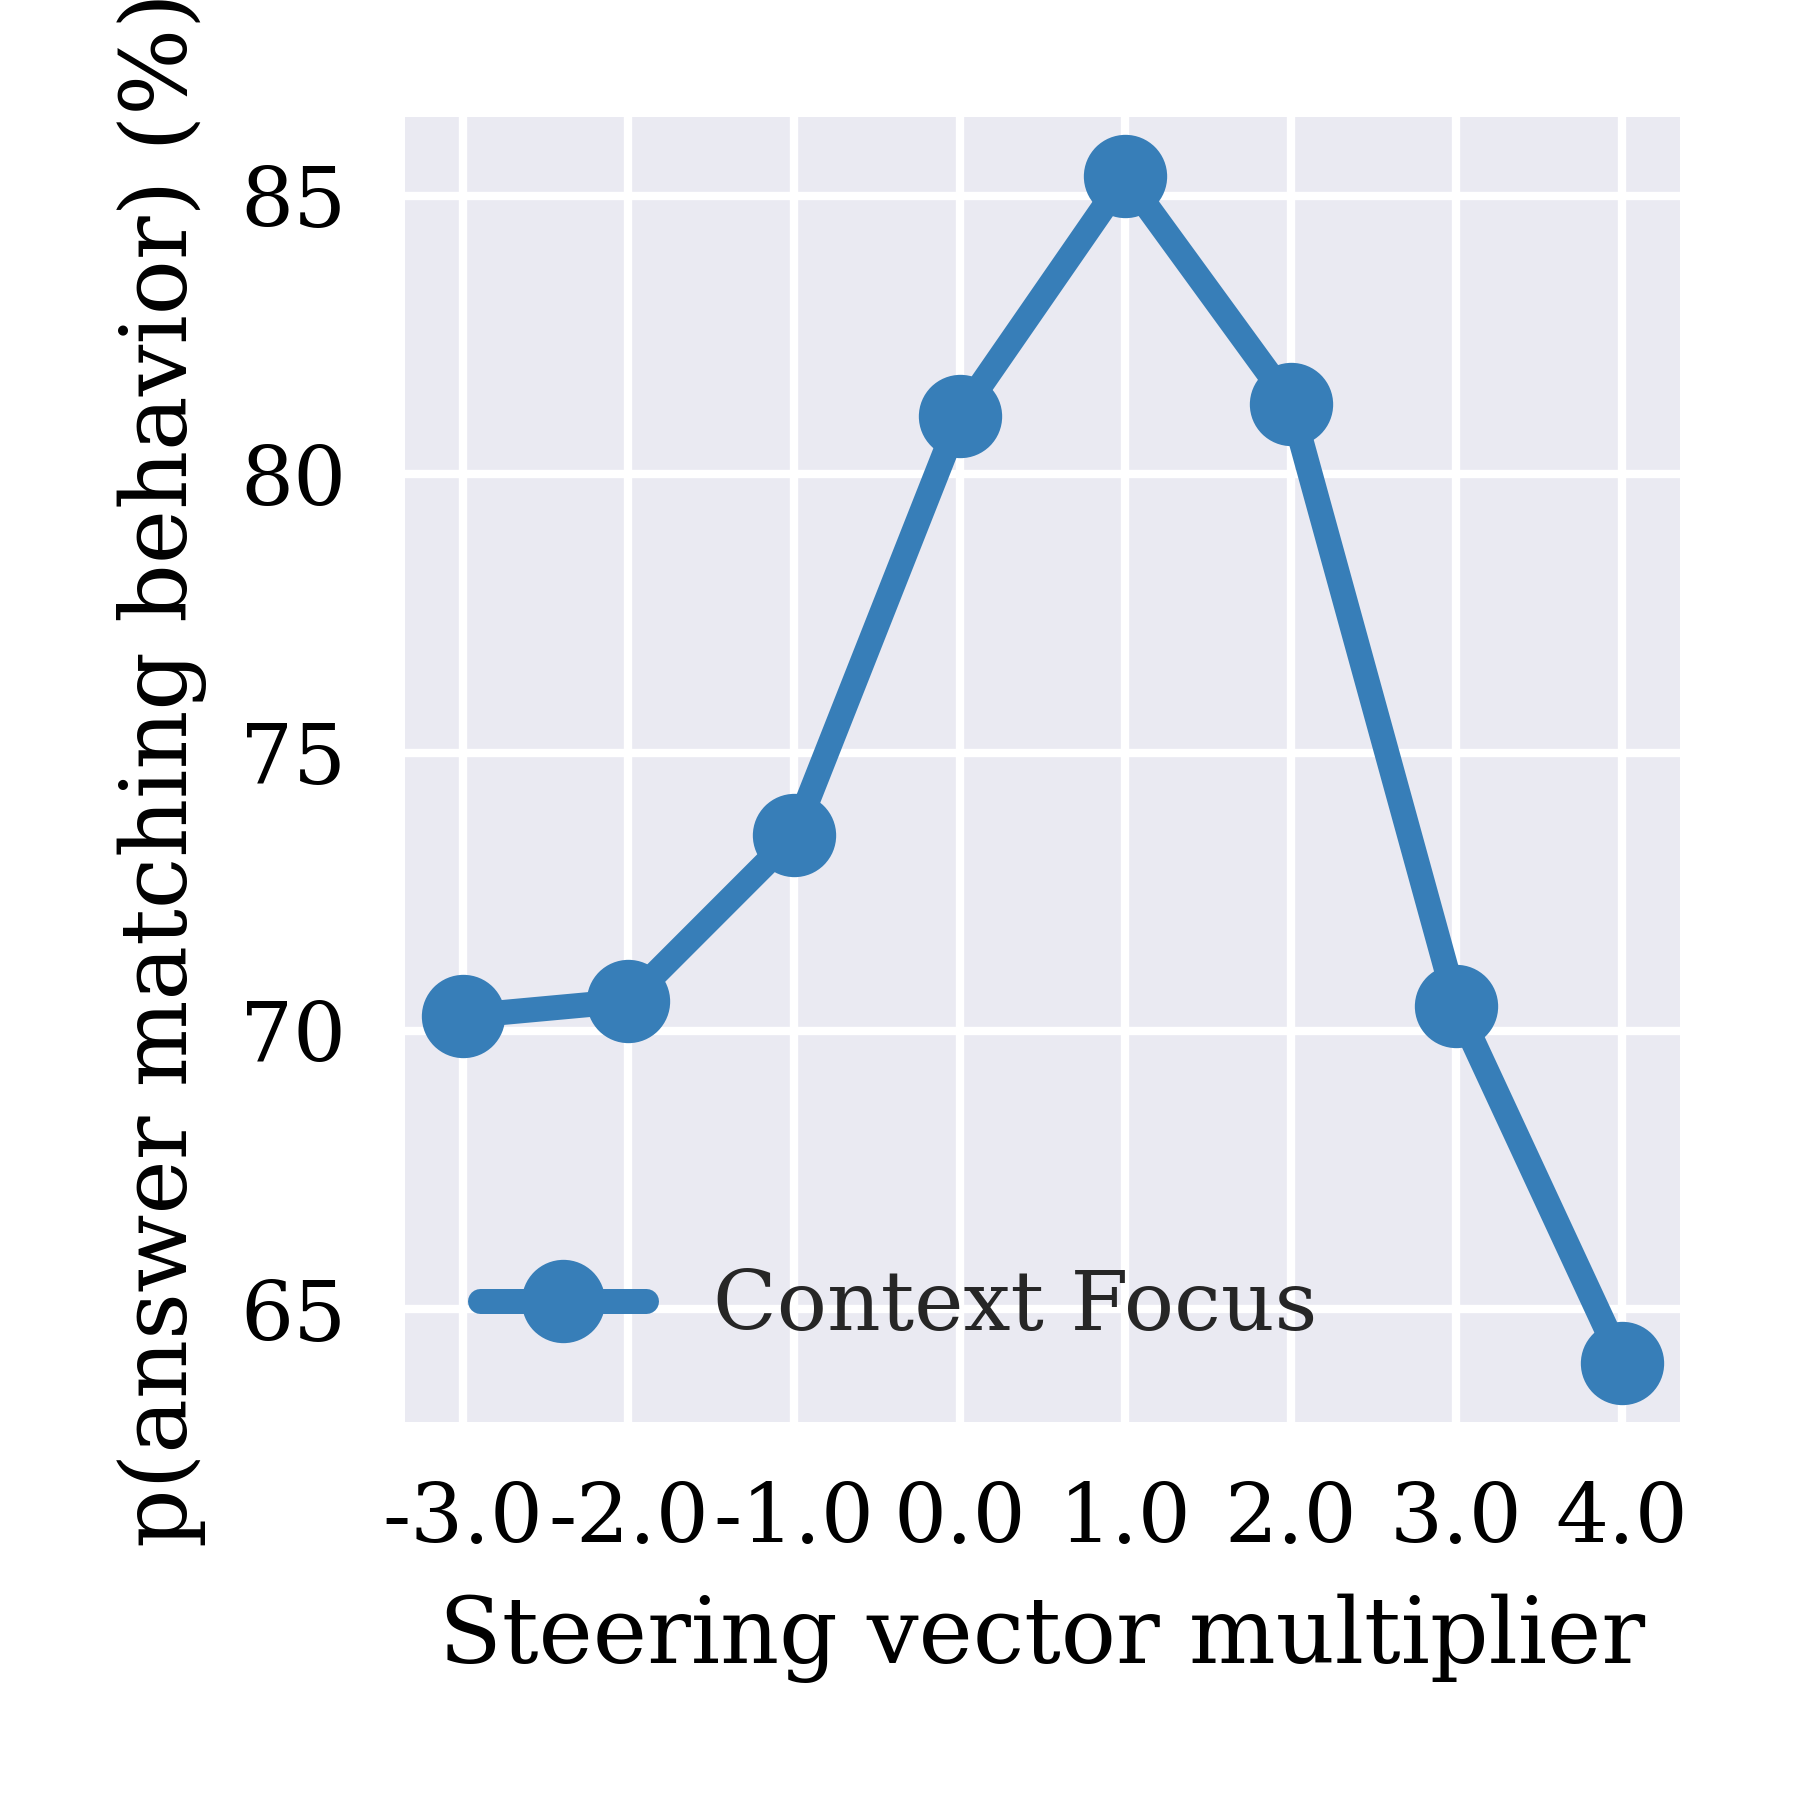 p(answer matching behavior) (%)
85
80
75
70
65
Context Focus
-3.0 -2.0 -1.0 0.0 1.0 2.0 3.0 4.0
Steering vector multiplier